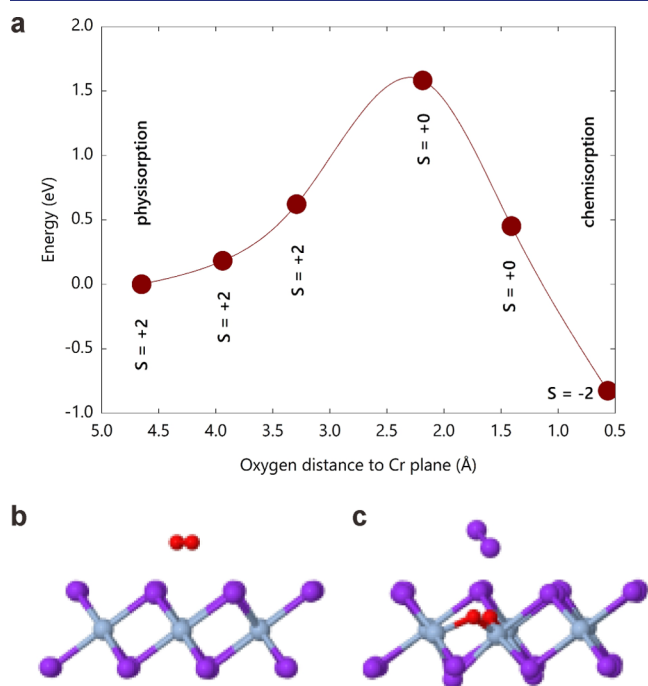 a
2.0
1.5
1.0
0.5
0.0
-0.5
-1.0
Energy (eV)
physisorption
chemisorption
S = +2
S = +2
S = +2
S = +0
S = +0
S = -2
5.0 4.5 4.0 3.5 3.0 2.5 2.0 1.5 1.0 0.5
Oxygen distance to Cr plane (Å)
b c